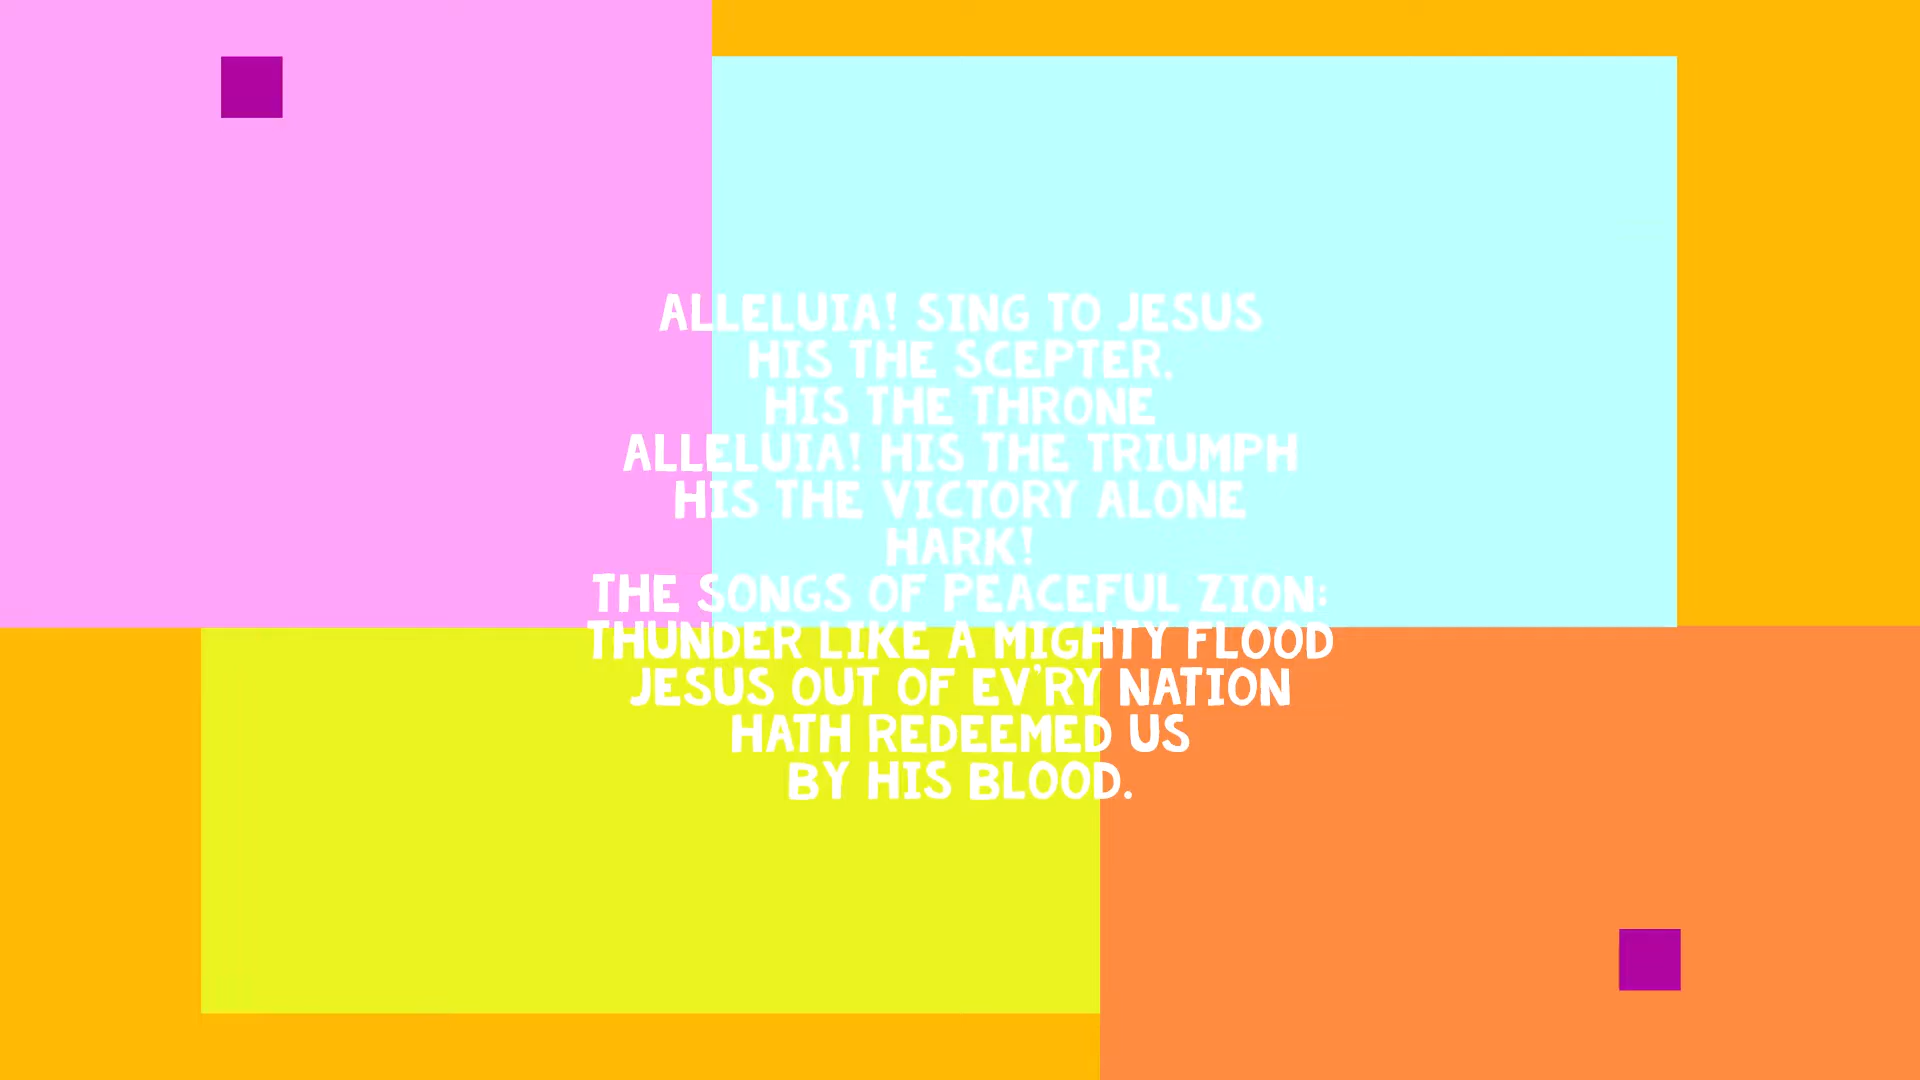 ALLELUIA! SING TO JESUS
HIS THE SCEPTER,
HIS THE THRONE
ALLELUIA! HIS THE TRIUMPH
HIS THE VICTORY ALONE
HARK!
THE SONGS OF PEACEFUL ZION:
THUNDER LIKE A MIGHTY FLOOD
JESUS OUT OF EV'RY NATION
HATH REDEEMED US
BY HIS BLOOD.